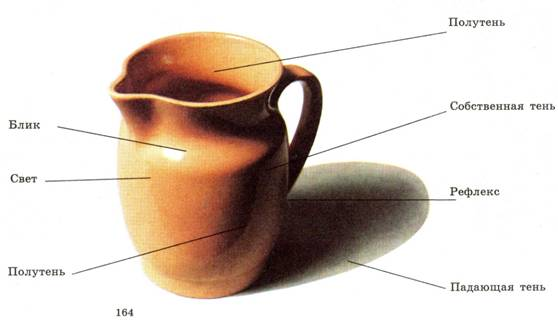 Полутень
Собственная тень
Блик
Свет
Рефлекс
Полутень
Падающая тень
164